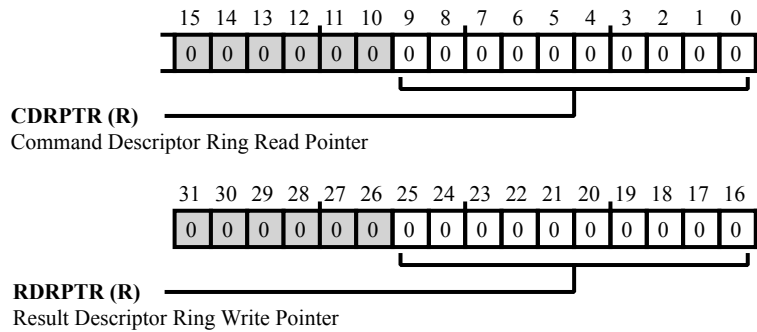 15 14 13 12 11 10 9 8 7 6 5 4 3 2 1 0
0 0 0 0 0 0 0 0 0 0 0 0 0 0 0 0
CDRPTR (R)
Command Descriptor Ring Read Pointer
31 30 29 28 27 26 25 24 23 22 21 20 19 18 17 16
0 0 0 0 0 0 0 0 0 0 0 0 0 0 0 0
RDRPTR (R)
Result Descriptor Ring Write Pointer